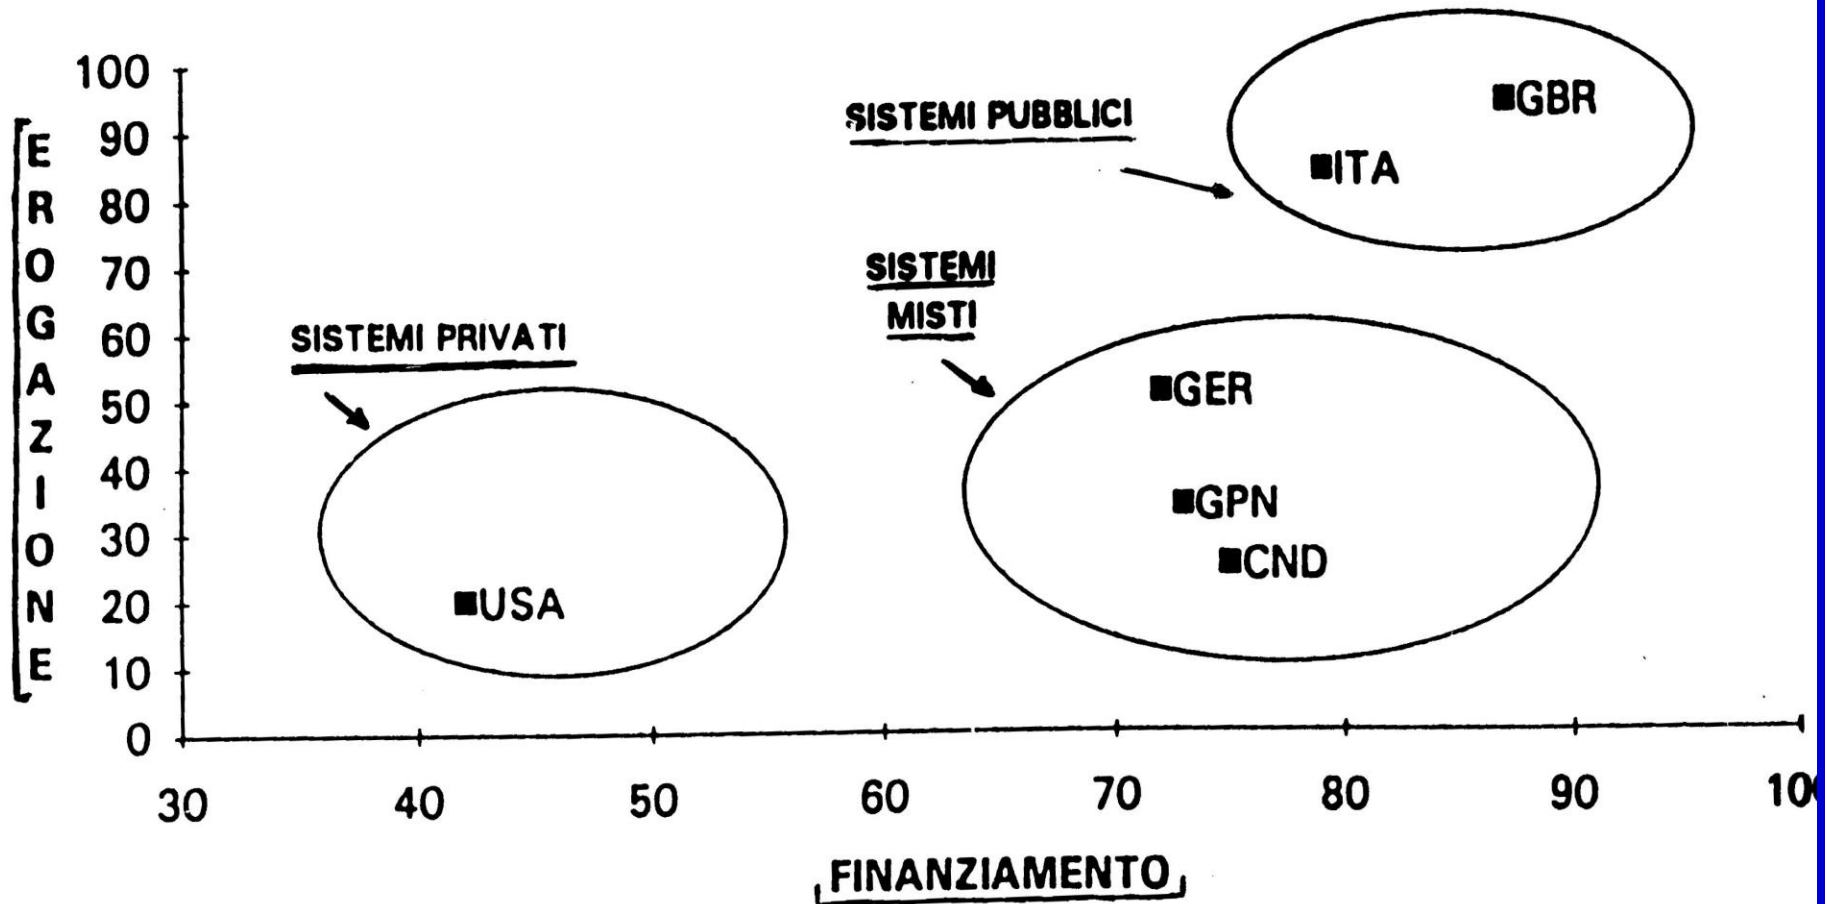 EROGAZIONE
100
90
80
70
60
50
40
30
20
10
0
SISTEMI PUBBLICI
GBR
ITA
SISTEMI
MISTI
SISTEMI PRIVATI
GER
GPN
CND
USA
30 40 50 60 70 80 90 100
FINANZIAMENTO